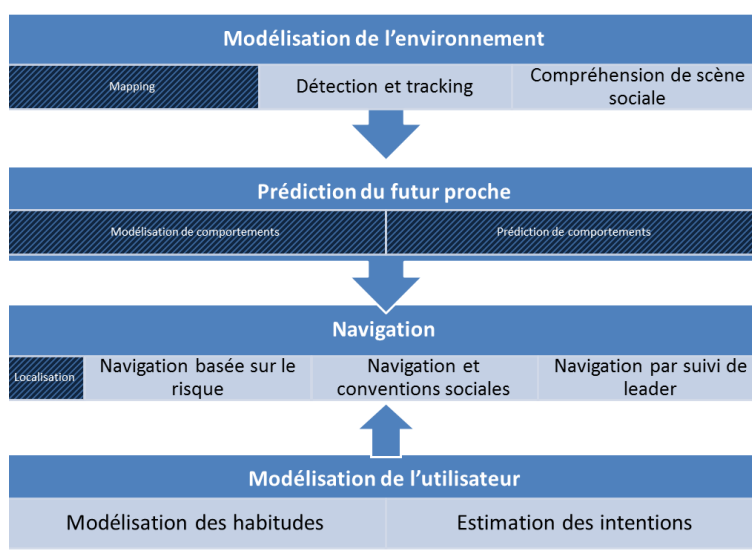 Modélisation de l'environnement
Mapping
Détection et tracking
Compréhension de scène
sociale
Prédiction du futur proche
Modélisation de comportements
Prédiction de comportements
Navigation
Localisation
Navigation basée sur le
risque
Navigation et
conventions sociales
Navigation par suivi de
leader
Modélisation de l'utilisateur
Modélisation des habitudes
Estimation des intentions